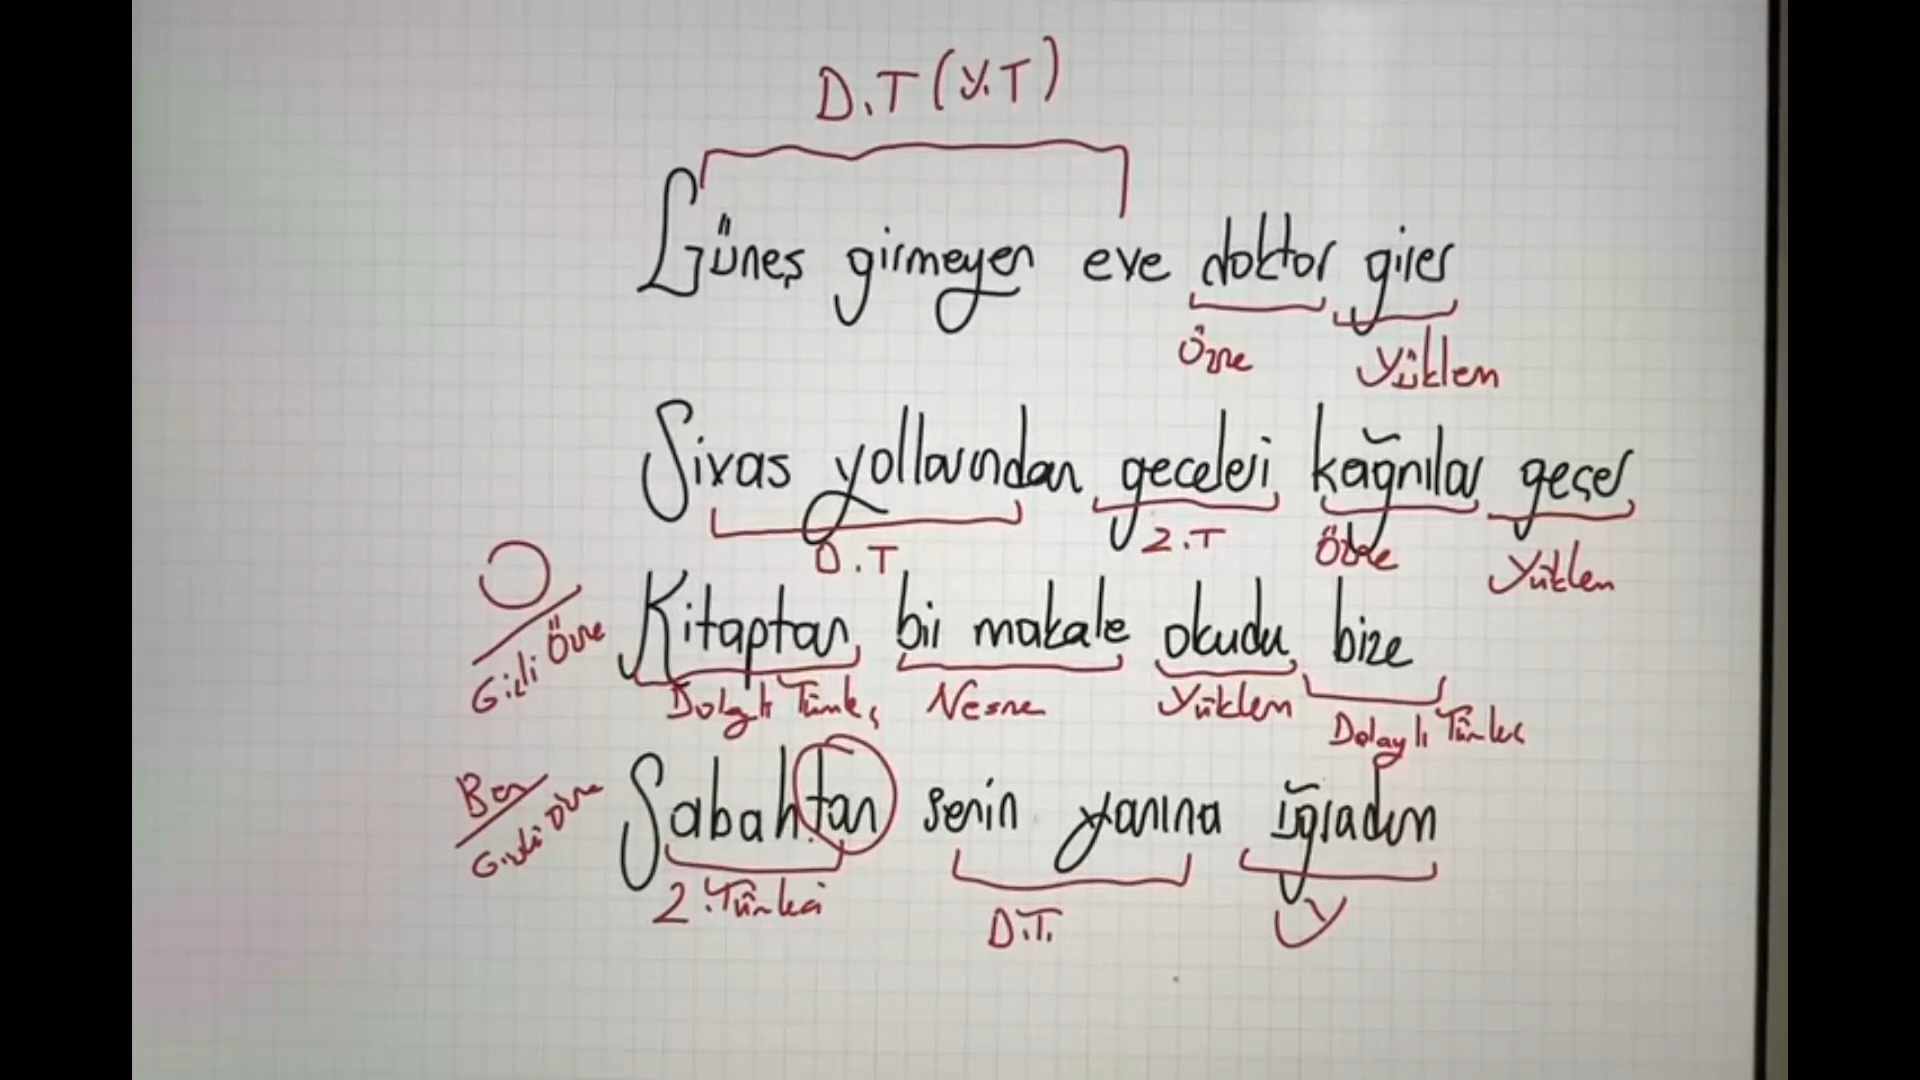 D.T (Y.T)
Güneş girmeyen eve doktor girer
Özne Yüklem
Sivas yollarından geceleri kağnılar geçer
D.T Z.T Özne Yüklem
O
Gizli Özne
Kitaptan bir makale okudu bize
Dolaylı Tümleç Nesne Yüklem Dolaylı Tümleç
Ben
Gizli Özne
Sabahtan senin yanına uğradım
Z.Tümleci D.T. Y